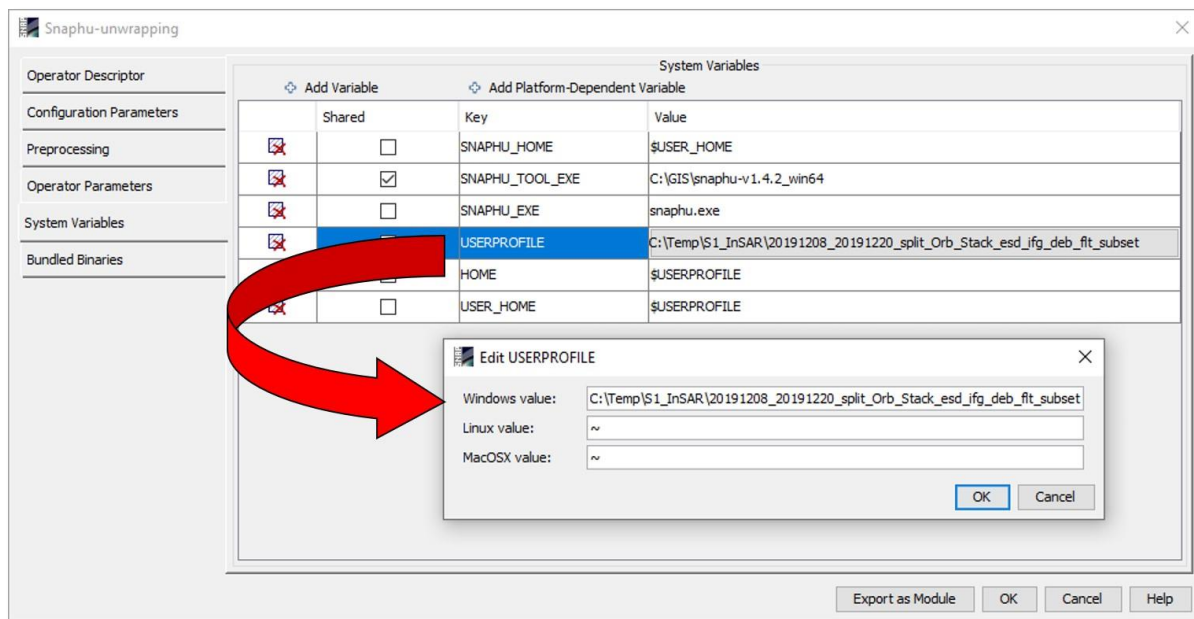 Snaphu-unwrapping
Operator Descriptor
Configuration Parameters
Preprocessing
Operator Parameters
System Variables
Bundled Binaries
System Variables
Add Variable Add Platform-Dependent Variable
Shared Key Value
SNAPHU_HOME $USER_HOME
SNAPHU_TOOL_EXE C:\GIS\snaphu-v1.4.2_win64
SNAPHU_EXE snaphu.exe
USERPROFILE C:\Temp\S1_InSAR\20191208_20191220_split_Orb_Stack_esd_ifg_deb_flt_subset
HOME $USERPROFILE
USER_HOME $USERPROFILE
Edit USERPROFILE
Windows value: C:\Temp\S1_InSAR\20191208_20191220_split_Orb_Stack_esd_ifg_deb_flt_subset
Linux value: ~
MacOSX value: ~
OK Cancel
Export as Module OK Cancel Help